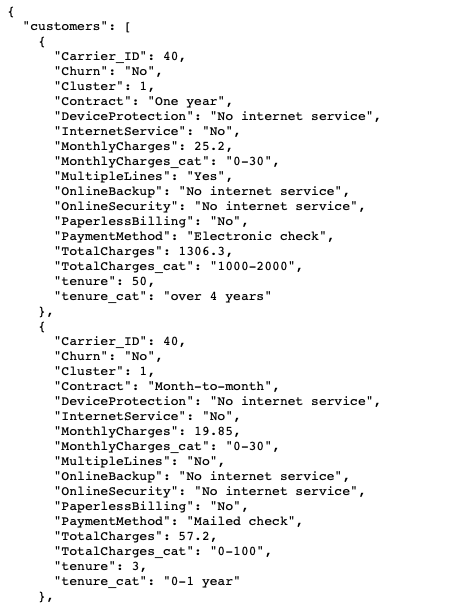 {
  "customers": [
    {
      "Carrier_ID": 40,
      "Churn": "No",
      "Cluster": 1,
      "Contract": "One year",
      "DeviceProtection": "No internet service",
      "InternetService": "No",
      "MonthlyCharges": 25.2,
      "MonthlyCharges_cat": "0-30",
      "MultipleLines": "Yes",
      "OnlineBackup": "No internet service",
      "OnlineSecurity": "No internet service",
      "PaperlessBilling": "No",
      "PaymentMethod": "Electronic check",
      "TotalCharges": 1306.3,
      "TotalCharges_cat": "1000-2000",
      "tenure": 50,
      "tenure_cat": "over 4 years"
    },
    {
      "Carrier_ID": 40,
      "Churn": "No",
      "Cluster": 1,
      "Contract": "Month-to-month",
      "DeviceProtection": "No internet service",
      "InternetService": "No",
      "MonthlyCharges": 19.85,
      "MonthlyCharges_cat": "0-30",
      "MultipleLines": "No",
      "OnlineBackup": "No internet service",
      "OnlineSecurity": "No internet service",
      "PaperlessBilling": "No",
      "PaymentMethod": "Mailed check",
      "TotalCharges": 57.2,
      "TotalCharges_cat": "0-100",
      "tenure": 3,
      "tenure_cat": "0-1 year"
    },